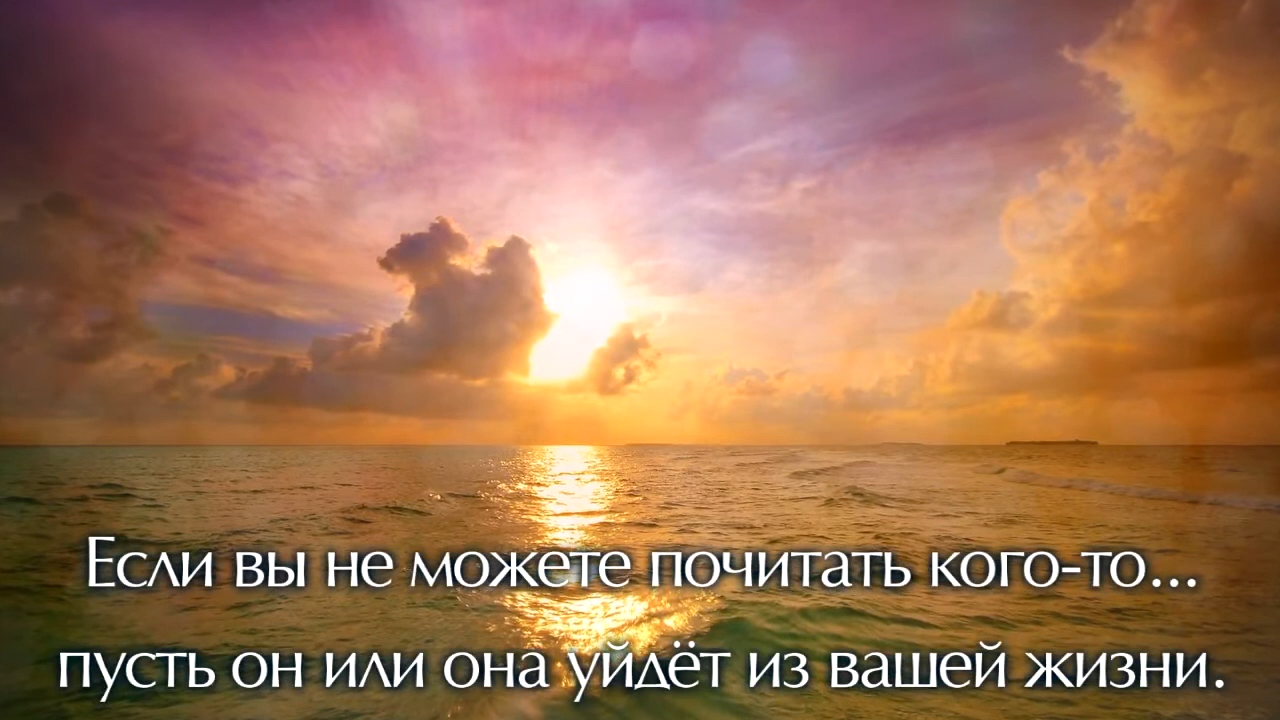 Если вы не можете почитать кого-то...
пусть он или она уйдёт из вашей жизни.